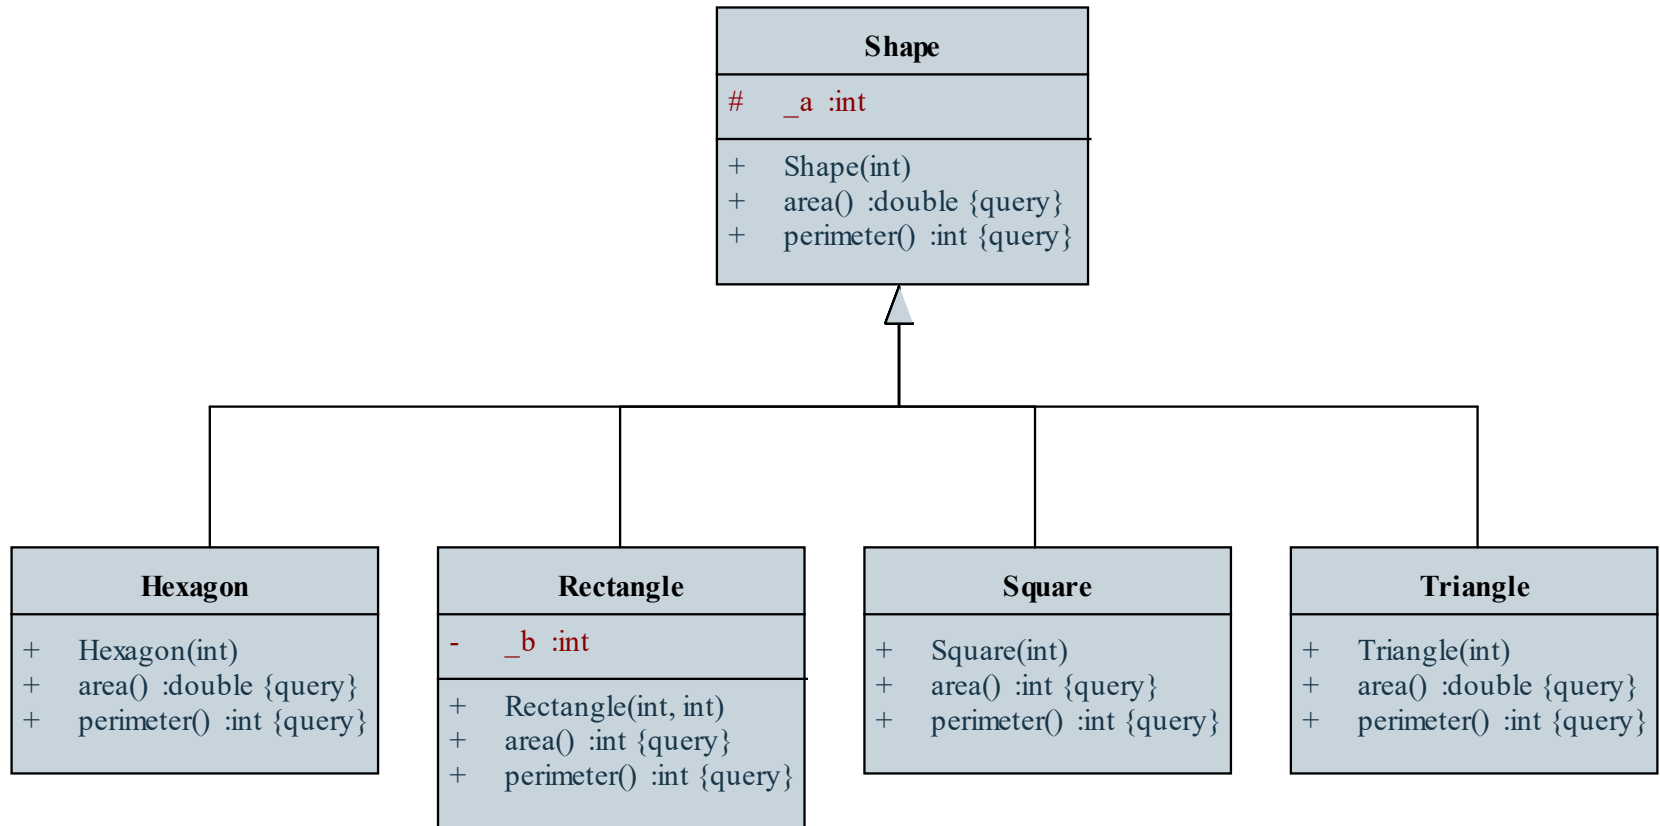 Shape
# _a :int
+ Shape(int)
+ area() :double {query}
+ perimeter() :int {query}
Hexagon
+ Hexagon(int)
+ area() :double {query}
+ perimeter() :int {query}
Rectangle
- _b :int
+ Rectangle(int, int)
+ area() :int {query}
+ perimeter() :int {query}
Square
+ Square(int)
+ area() :int {query}
+ perimeter() :int {query}
Triangle
+ Triangle(int)
+ area() :double {query}
+ perimeter() :int {query}